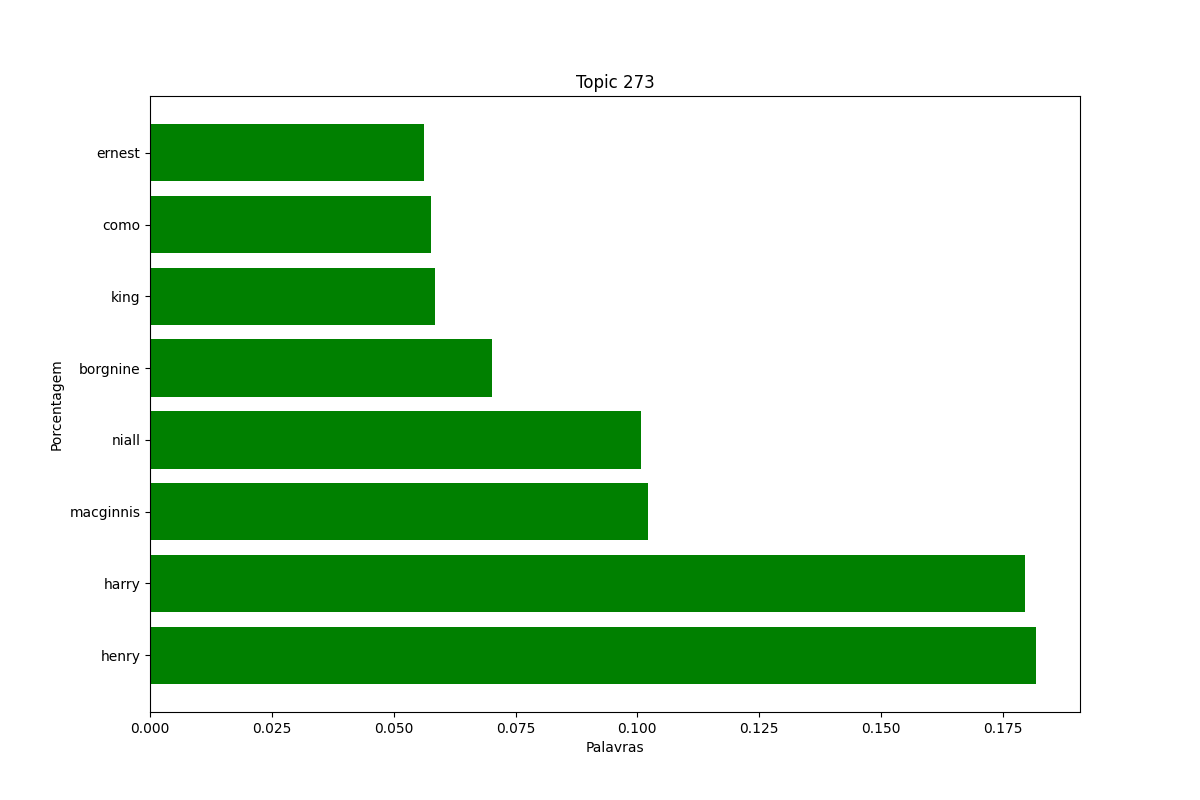 Topic 273
ernest
como
king
borgnine
niall
macginnis
harry
henry
Porcentagem
0.000 0.025 0.050 0.075 0.100 0.125 0.150 0.175
Palavras